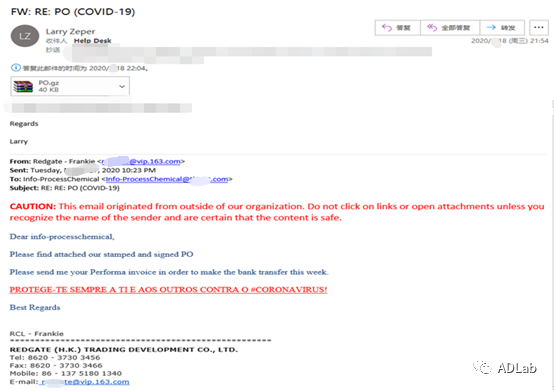 FW: RE: PO (COVID-19)
LZ
Larry Zeper
收件人 Help Desk
抄送
答复
全部答复
转发
2020/ 18 (周三) 21:54
答复此邮件的时间为 2020/ /18 22:04。
PO.gz
40 KB
Regards
Larry
From: Redgate - Frankie <r @vip.163.com>
Sent: Tuesday, , 2020 10:23 PM
To: Info-ProcessChemical <Info-ProcessChemical@ .com>
Subject: RE: RE: PO (COVID-19)
CAUTION: This email originated from outside of our organization. Do not click on links or open attachments unless you
recognize the name of the sender and are certain that the content is safe.
Dear info-processchemical,
Please find attached our stamped and signed PO
Please send me your Performa invoice in order to make the bank transfer this week.
PROTEGE-TE SEMPRE A TI E AOS OUTROS CONTRA O #CORONAVIRUS!
Best Regards
RCL - Frankie
REDGATE (H.K.) TRADING DEVELOPMENT CO., LTD.
Tel: 8620 - 3730 3456
Fax: 8620 - 3730 3466
Mobile: 86 - 137 5180 1340
E-mail: r te@vip.163.com
ADLab